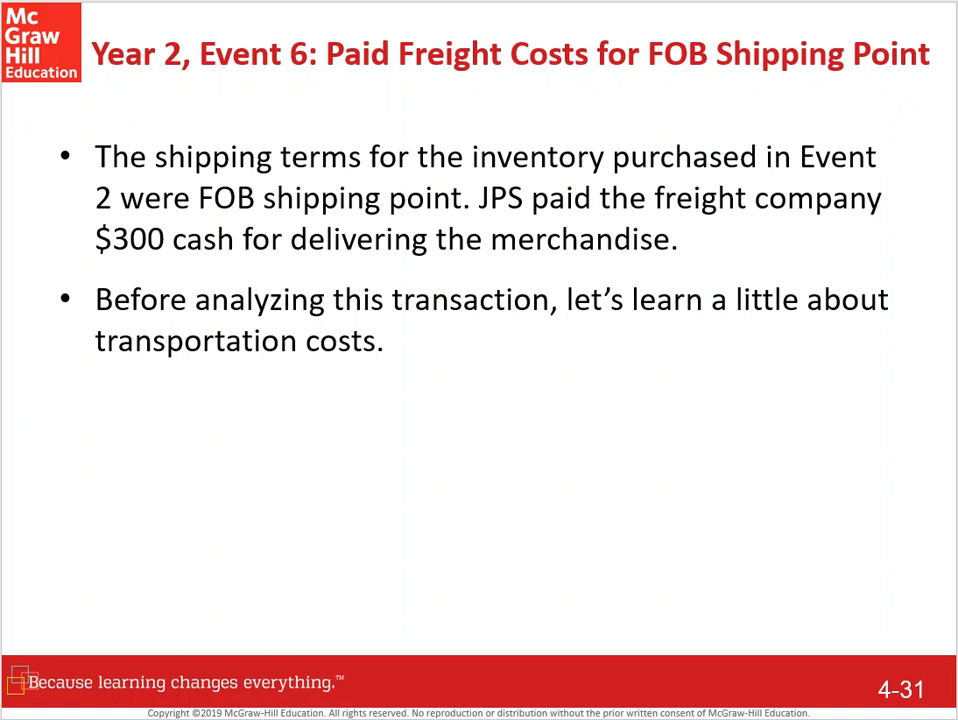 Mc
Graw
Hill
Education
Year 2, Event 6: Paid Freight Costs for FOB Shipping Point
• The shipping terms for the inventory purchased in Event
2 were FOB shipping point. JPS paid the freight company
$300 cash for delivering the merchandise.
• Before analyzing this transaction, let’s learn a little about
transportation costs.
Because learning changes everything.™
4-31
Copyright ©2019 McGraw-Hill Education. All rights reserved. No reproduction or distribution without the prior written consent of McGraw-Hill Education.